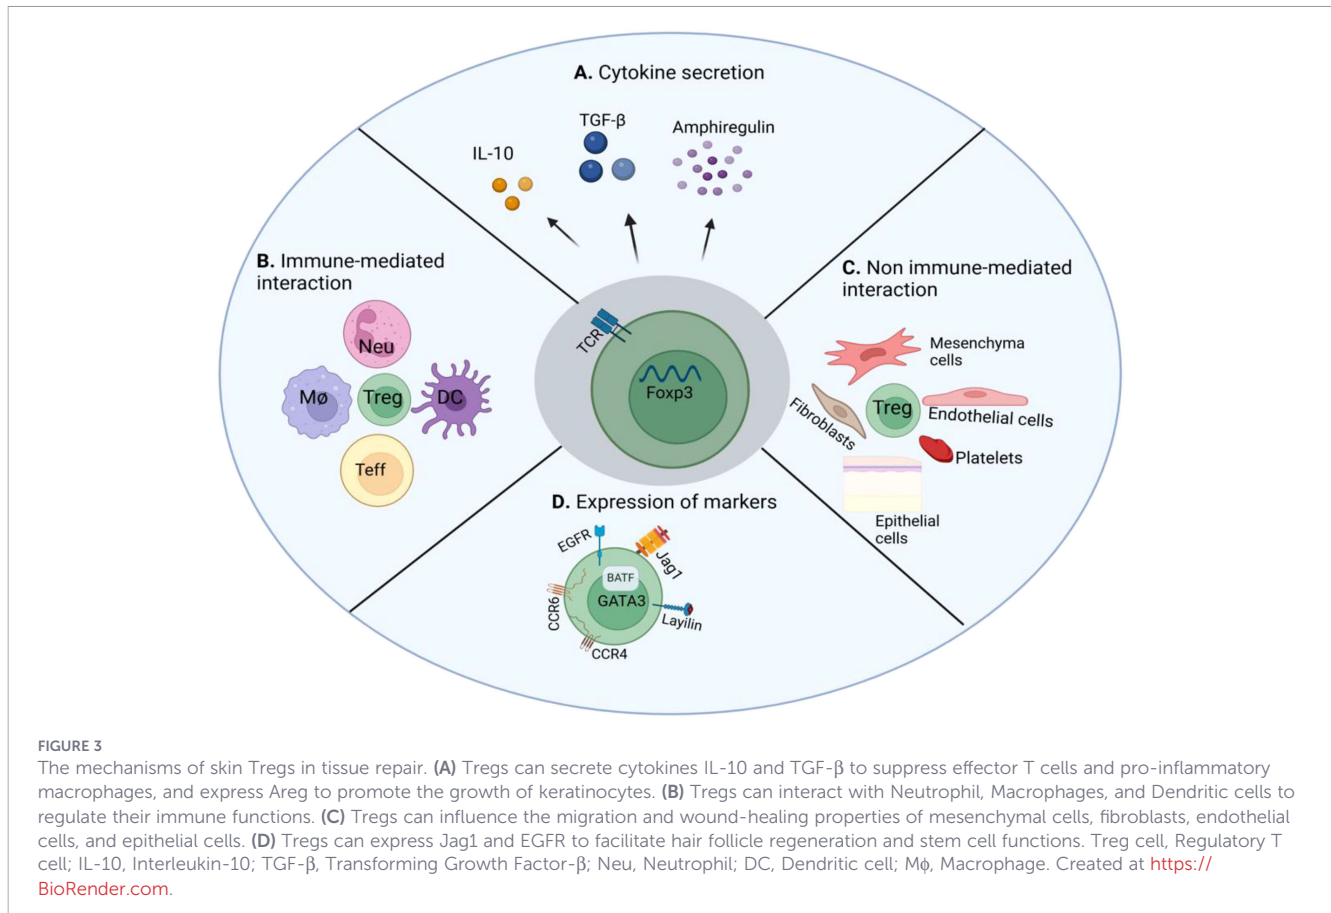 A. Cytokine secretion
TGF-β
Amphiregulin
IL-10
B. Immune-mediated
interaction
Neu
Mø
Treg
DC
Teff
TCR
Foxp3
C. Non immune-mediated
interaction
Mesenchyma
cells
Fibroblasts
Treg
Endothelial cells
Platelets
Epithelial
cells
D. Expression of markers
EGFR
Jag1
BATF
GATA3
CCR6
Layilin
CCR4
FIGURE 3
The mechanisms of skin Tregs in tissue repair. (A) Tregs can secrete cytokines IL-10 and TGF-β to suppress effector T cells and pro-inflammatory
macrophages, and express Areg to promote the growth of keratinocytes. (B) Tregs can interact with Neutrophil, Macrophages, and Dendritic cells to
regulate their immune functions. (C) Tregs can influence the migration and wound-healing properties of mesenchymal cells, fibroblasts, endothelial
cells, and epithelial cells. (D) Tregs can express Jag1 and EGFR to facilitate hair follicle regeneration and stem cell functions. Treg cell, Regulatory T
cell; IL-10, Interleukin-10; TGF-β, Transforming Growth Factor-β; Neu, Neutrophil; DC, Dendritic cell; Mϕ, Macrophage. Created at https://
BioRender.com.